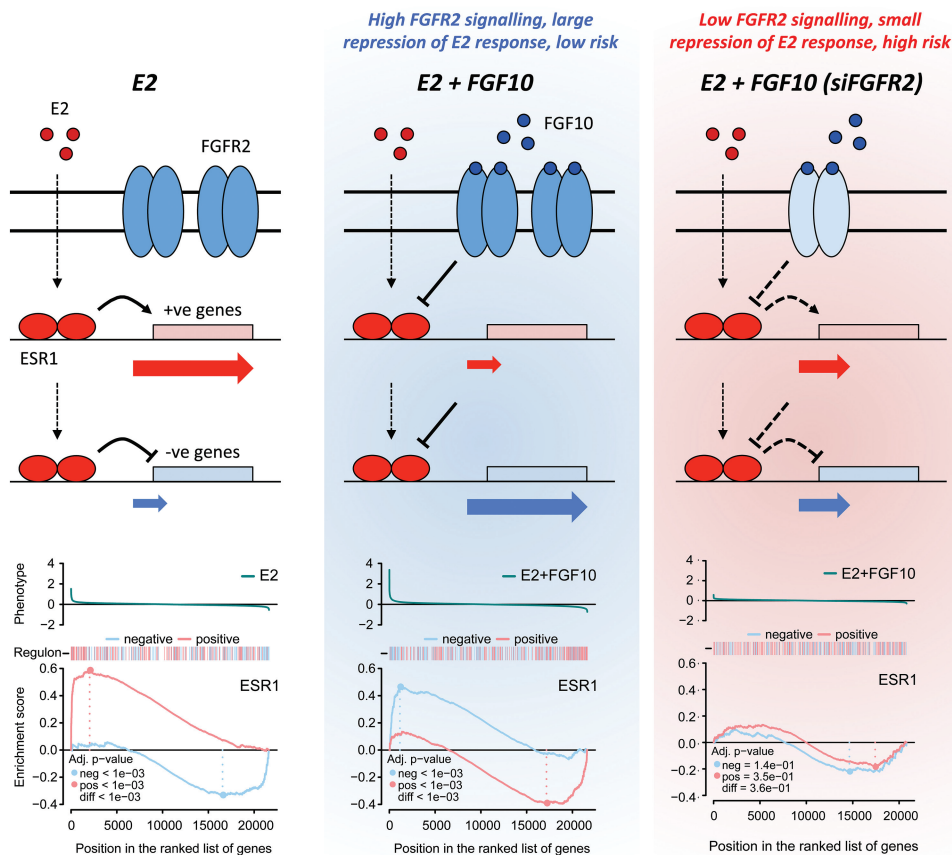 High FGFR2 signalling, large
repression of E2 response, low risk
Low FGFR2 signalling, small
repression of E2 response, high risk
E2
E2 + FGF10
E2 + FGF10 (siFGFR2)
E2
FGFR2
FGF10
+ve genes
ESR1
-ve genes
Phenotype
4
2
0
−2
E2
negative positive
Regulon
Enrichment score
0.6
0.4
0.2
0.0
−0.2
−0.4
ESR1
Adj. p-value
neg < 1e−03
pos < 1e−03
diff < 1e−03
0 5000 10000 15000 20000
Position in the ranked list of genes
4
2
0
−2
E2+FGF10
negative positive
0.6
0.4
0.2
0.0
−0.2
−0.4
ESR1
Adj. p-value
neg < 1e−03
pos < 1e−03
diff < 1e−03
0 5000 10000 15000 20000
Position in the ranked list of genes
4
2
0
−2
E2+FGF10
negative positive
ESR1
0.4
0.2
0.0
−0.2
−0.4
Adj. p-value
neg = 1.4e−01
pos = 3.5e−01
diff = 3.6e−01
0 5000 10000 15000 20000
Position in the ranked list of genes